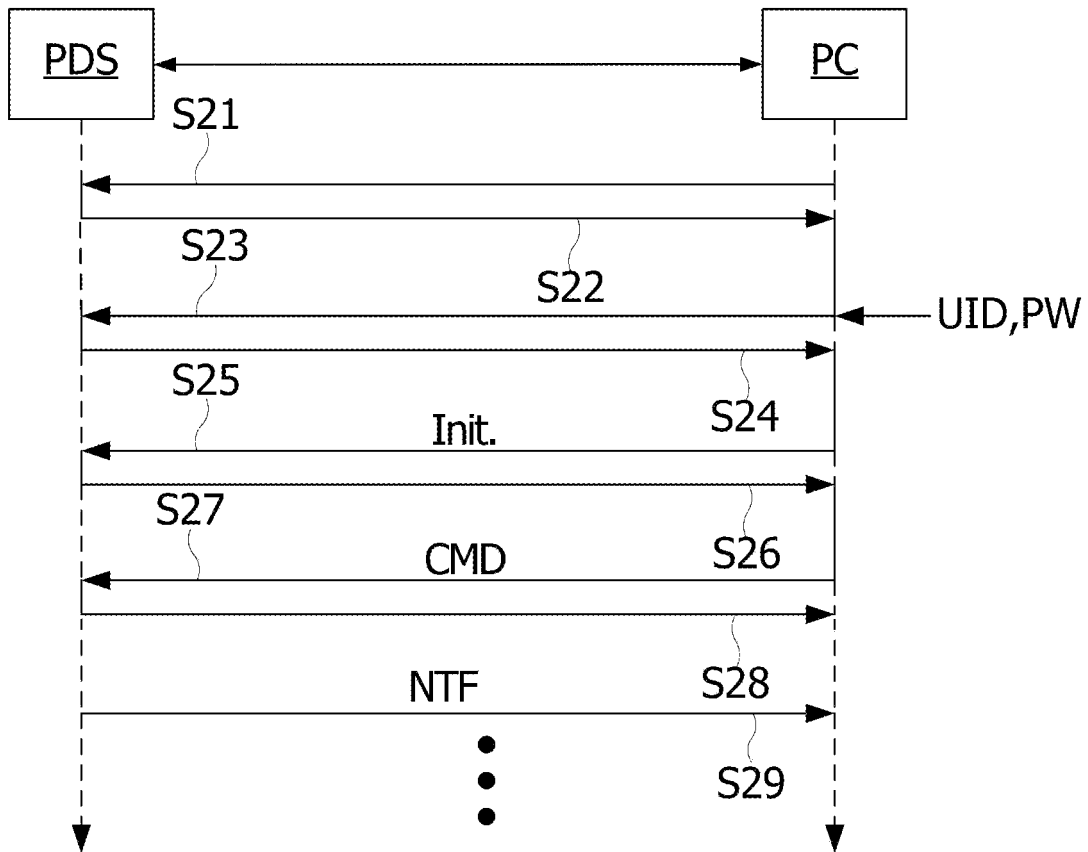 PDS
PC
S21
S23
S22
UID,PW
S25
S24
Init.
S27
S26
CMD
NTF
S28
S29